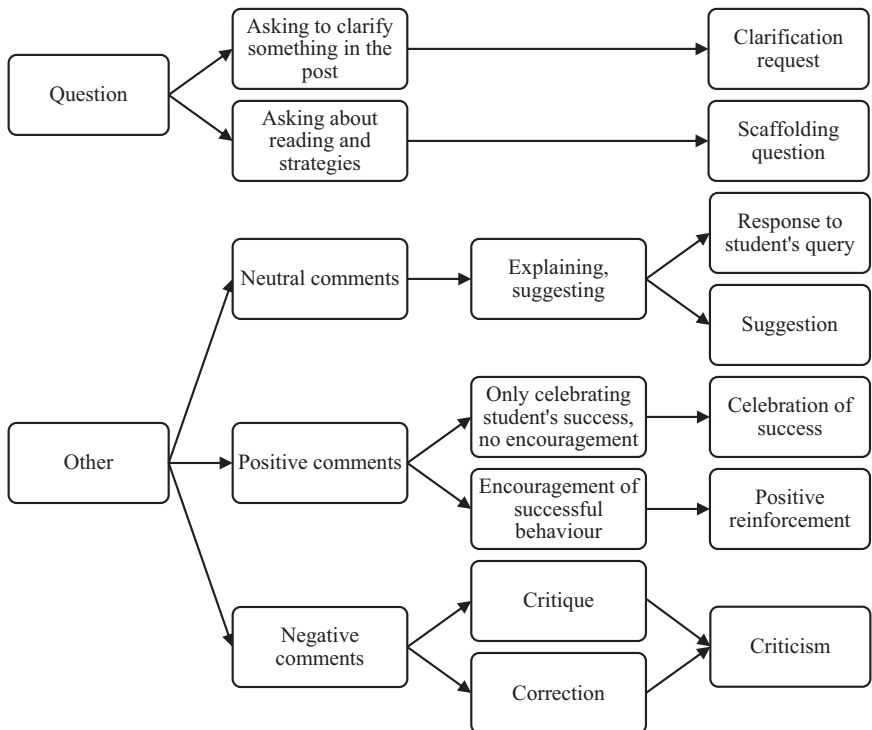 Question
Asking to clarify
something in the
post
Clarification
request
Asking about
reading and
strategies
Scaffolding
question
Other
Neutral comments
Explaining,
suggesting
Response to
student's query
Suggestion
Positive comments
Only celebrating
student's success,
no encouragement
Celebration of
success
Encouragement of
successful
behaviour
Positive
reinforcement
Negative
comments
Critique
Correction
Criticism